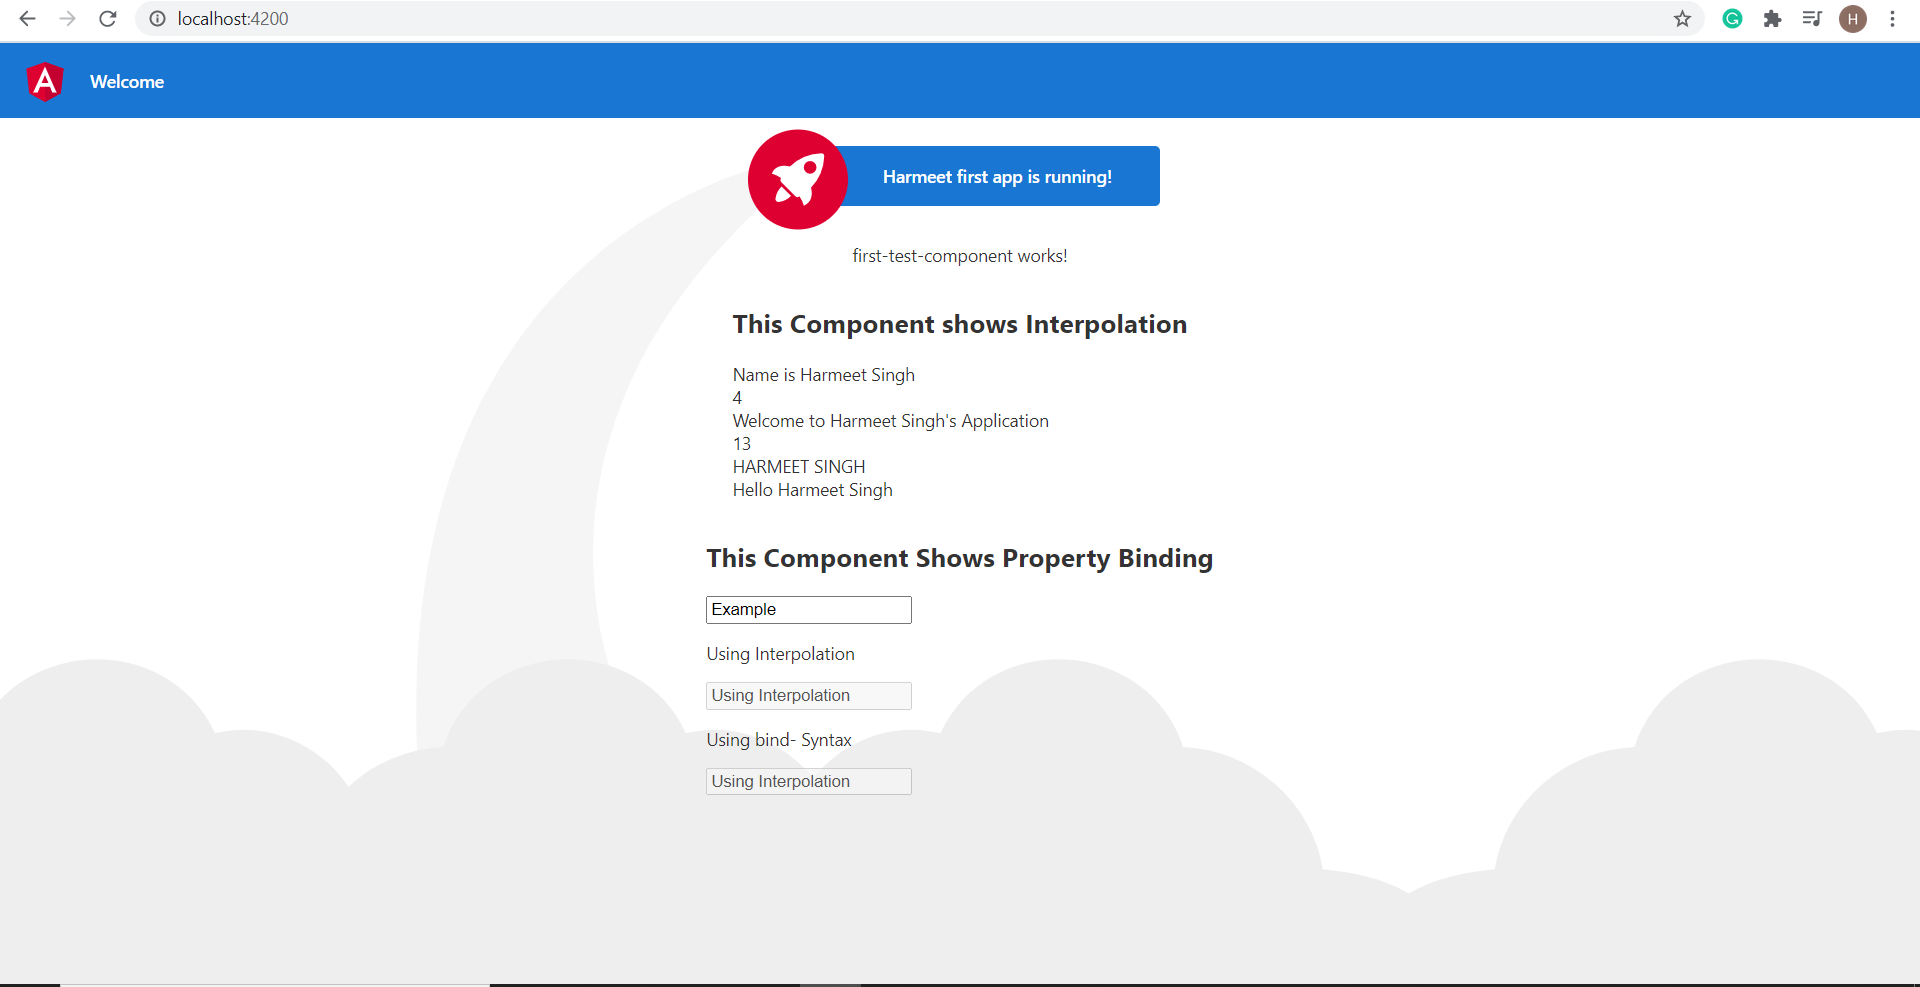 localhost:4200
H
A
Welcome
Harmeet first app is running!
first-test-component works!
This Component shows Interpolation
Name is Harmeet Singh
4
Welcome to Harmeet Singh's Application
13
HARMEET SINGH
Hello Harmeet Singh
This Component Shows Property Binding
Example
Using Interpolation
Using Interpolation
Using bind- Syntax
Using Interpolation